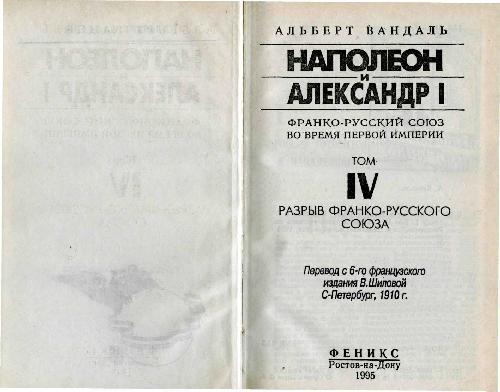 АЛЬБЕРТ ВАНДАЛЬ
НАПОЛЕОН
и
АЛЕКСАНДР I
ФРАНКО-РУССКИЙ СОЮЗ
ВО ВРЕМЯ ПЕРВОЙ ИМПЕРИИ
ТОМ
IV
РАЗРЫВ ФРАНКО-РУССКОГО
СОЮЗА
Перевод с 6-го французского
издания В.Шиловой
С-Петербург, 1910 г.
ФЕНИКС
Ростов-на-Дону
1995